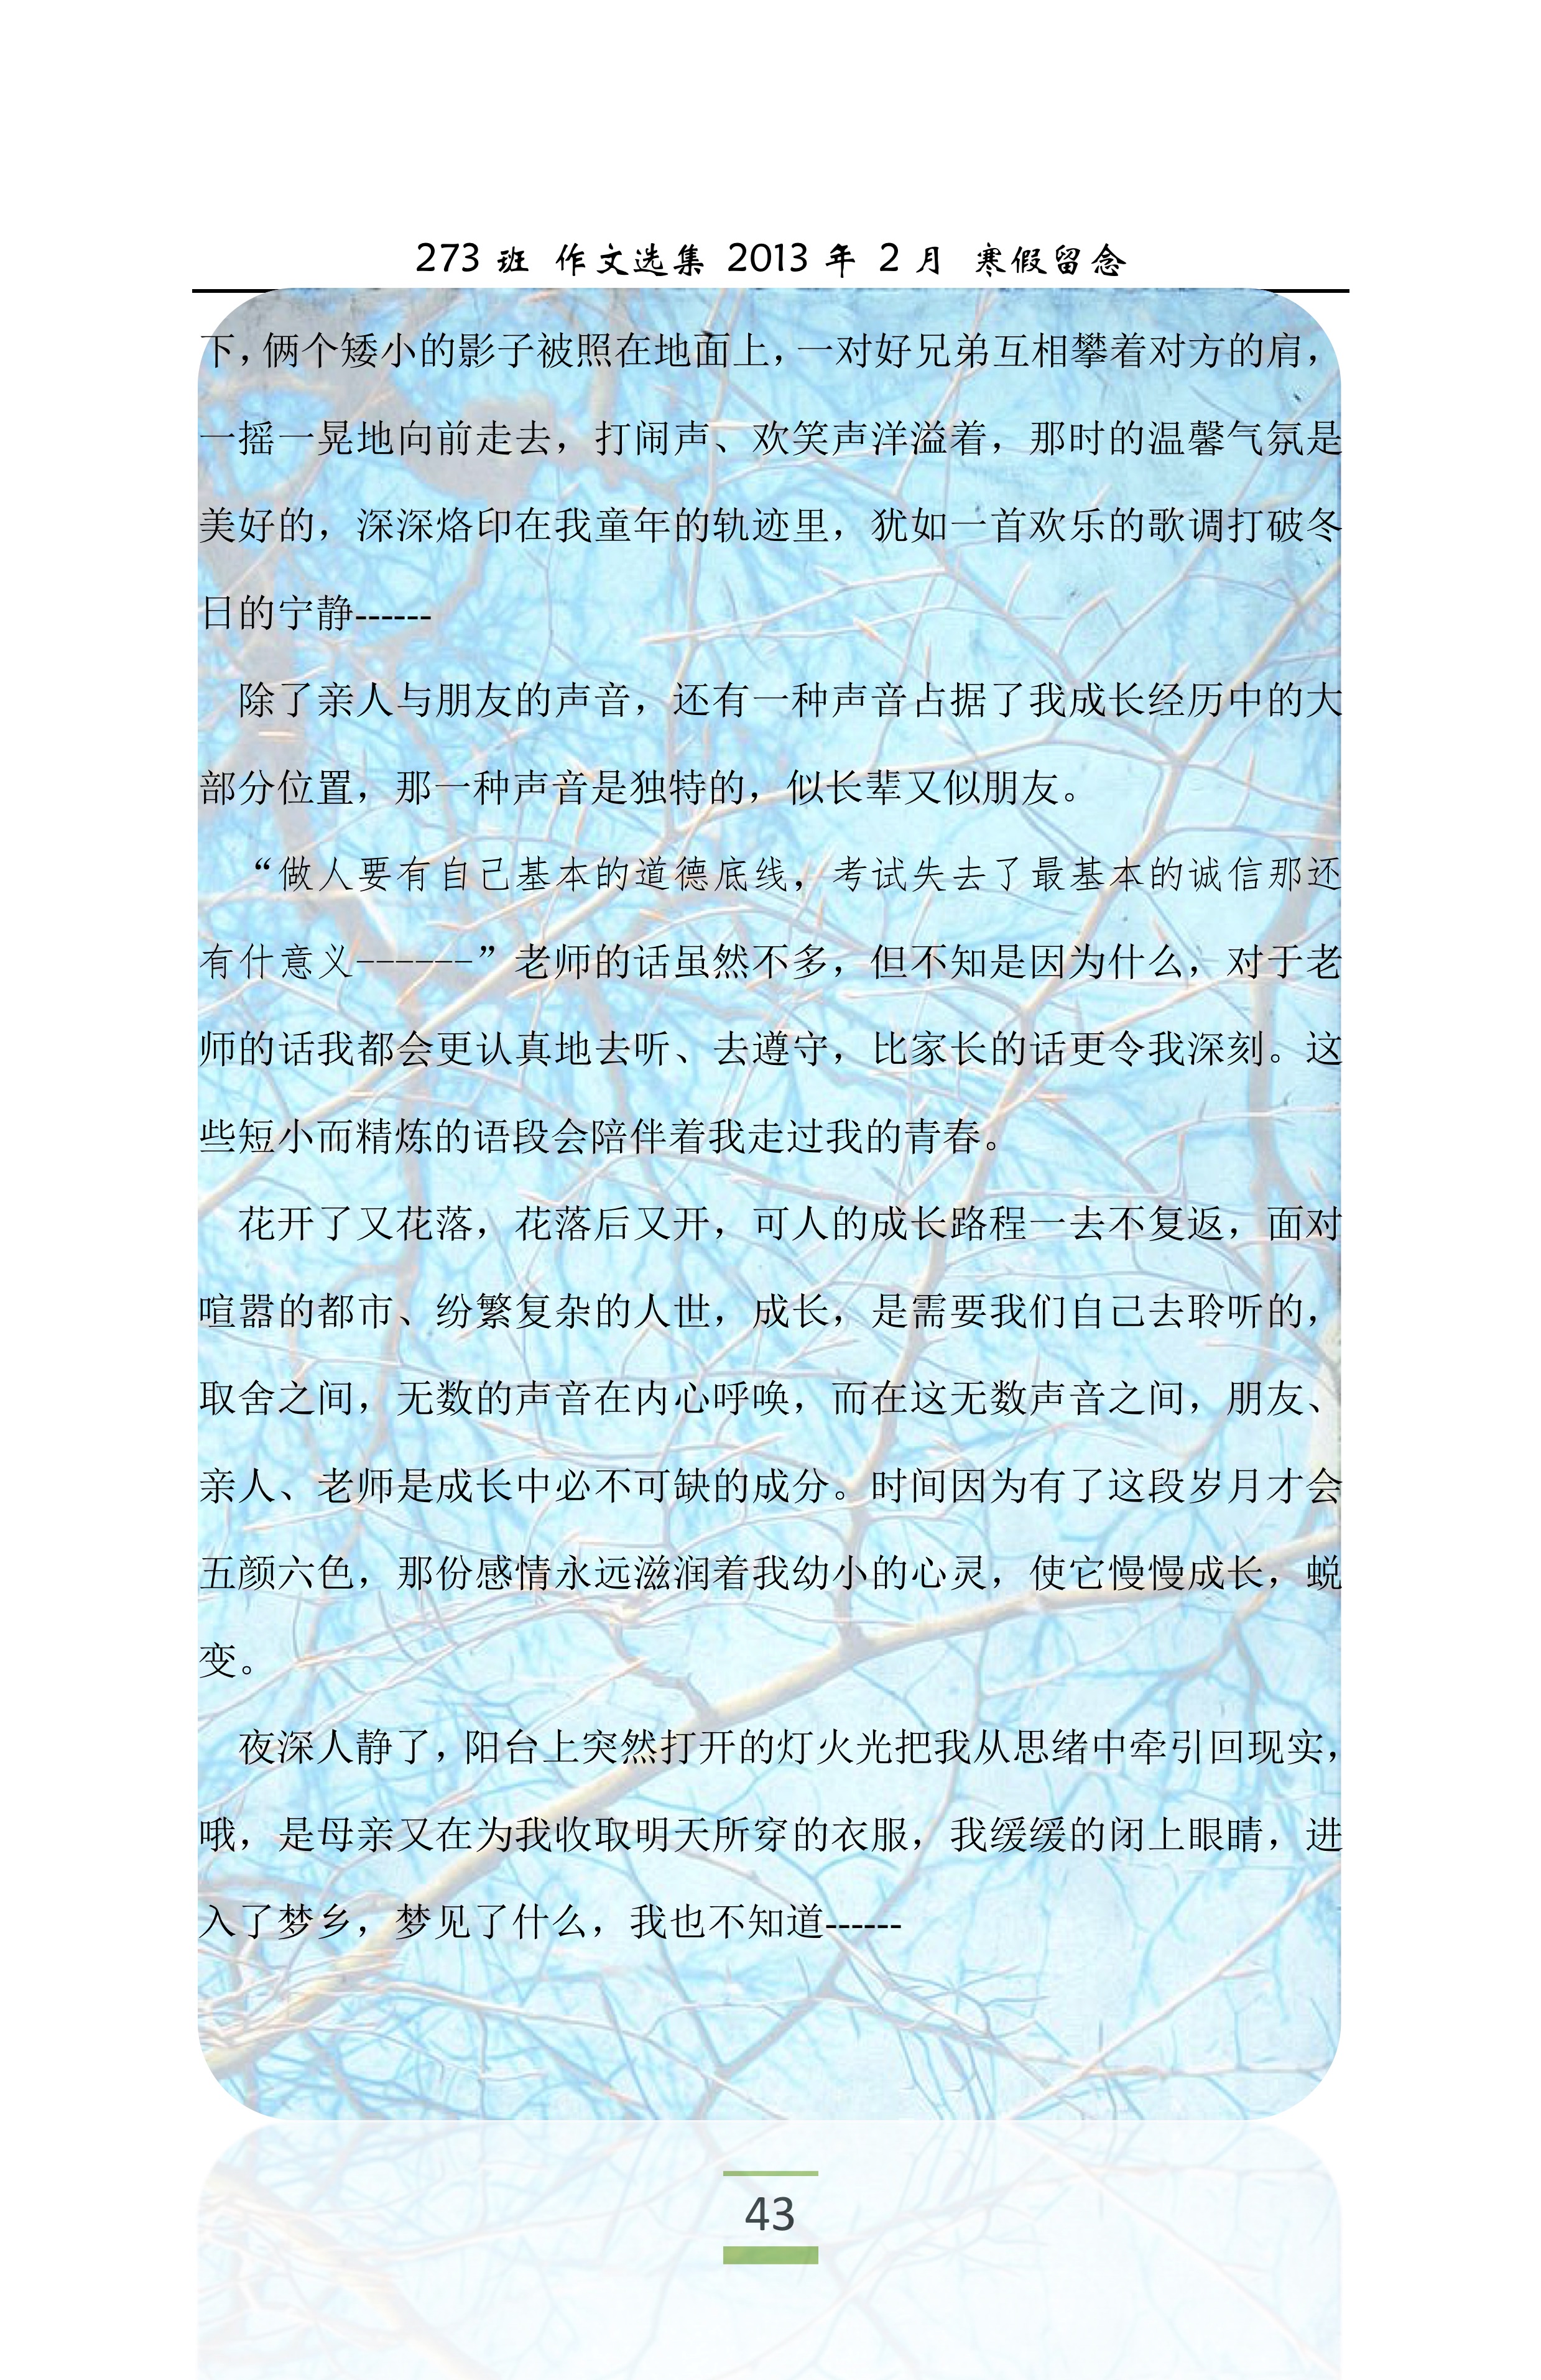 273 班 作文选集 2013 年 2 月 寒假留念
下，俩个矮小的影子被照在地面上，一对好兄弟互相攀着对方的肩，
一摇一晃地向前走去，打闹声、欢笑声洋溢着，那时的温馨气氛是
美好的，深深烙印在我童年的轨迹里，犹如一首欢乐的歌调打破冬
日的宁静------
除了亲人与朋友的声音，还有一种声音占据了我成长经历中的大
部分位置，那一种声音是独特的，似长辈又似朋友。
“做人要有自己基本的道德底线，考试失去了最基本的诚信那还
有什意义------”老师的话虽然不多，但不知是因为什么，对于老
师的话我都会更认真地去听、去遵守，比家长的话更令我深刻。这
些短小而精炼的语段会陪伴着我走过我的青春。
花开了又花落，花落后又开，可人的成长路程一去不复返，面对
喧嚣的都市、纷繁复杂的人世，成长，是需要我们自己去聆听的，
取舍之间，无数的声音在内心呼唤，而在这无数声音之间，朋友、
亲人、老师是成长中必不可缺的成分。时间因为有了这段岁月才会
五颜六色，那份感情永远滋润着我幼小的心灵，使它慢慢成长，蜕
变。
夜深人静了，阳台上突然打开的灯火光把我从思绪中牵引回现实，
哦，是母亲又在为我收取明天所穿的衣服，我缓缓的闭上眼睛，进
入了梦乡，梦见了什么，我也不知道------
43